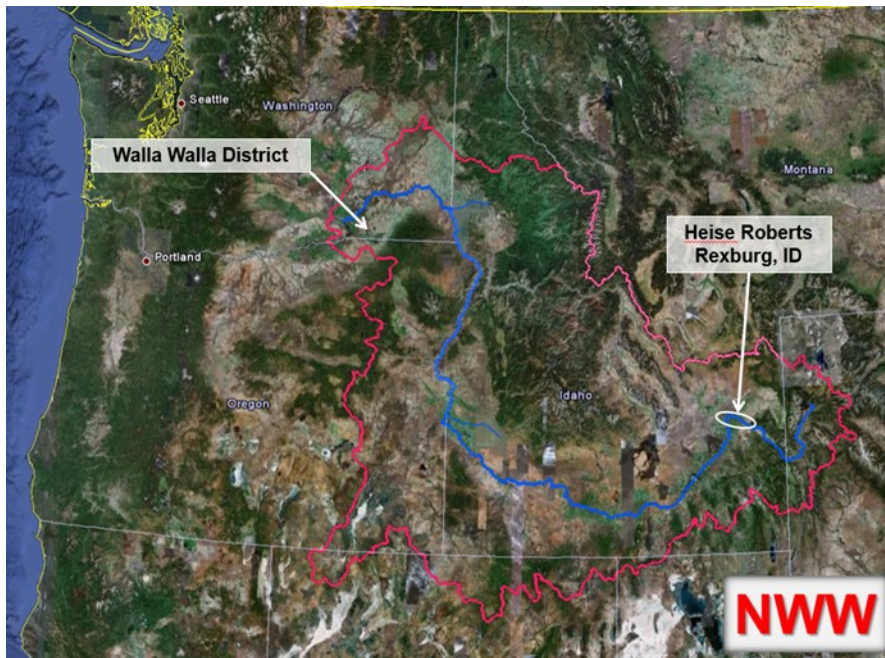 Seattle
Washington
Walla Walla District
Montana
Heise Roberts
Rexburg, ID
Portland
Idaho
Oregon
NWW